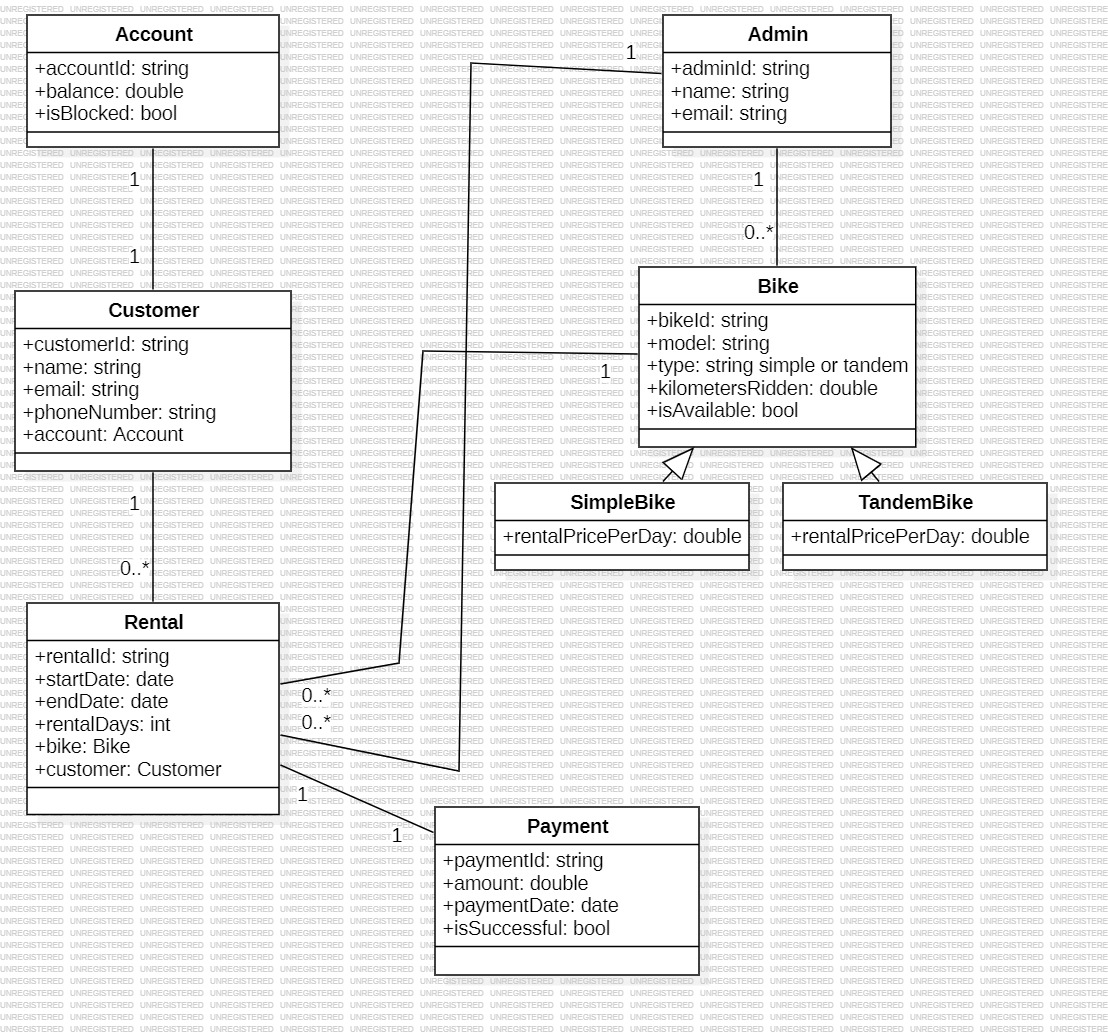 Account
+accountId: string
+balance: double
+isBlocked: bool
Admin
+adminId: string
+name: string
+email: string
1
1
1
1
0..*
Customer
+customerId: string
+name: string
+email: string
+phoneNumber: string
+account: Account
Bike
+bikeId: string
+model: string
+type: string simple or tandem
+kilometersRidden: double
+isAvailable: bool
1
1
0..*
SimpleBike
+rentalPricePerDay: double
TandemBike
+rentalPricePerDay: double
Rental
+rentalId: string
+startDate: date
+endDate: date
+rentalDays: int
+bike: Bike
+customer: Customer
0..*
0..*
1
1
Payment
+paymentId: string
+amount: double
+paymentDate: date
+isSuccessful: bool
UNREGISTERED